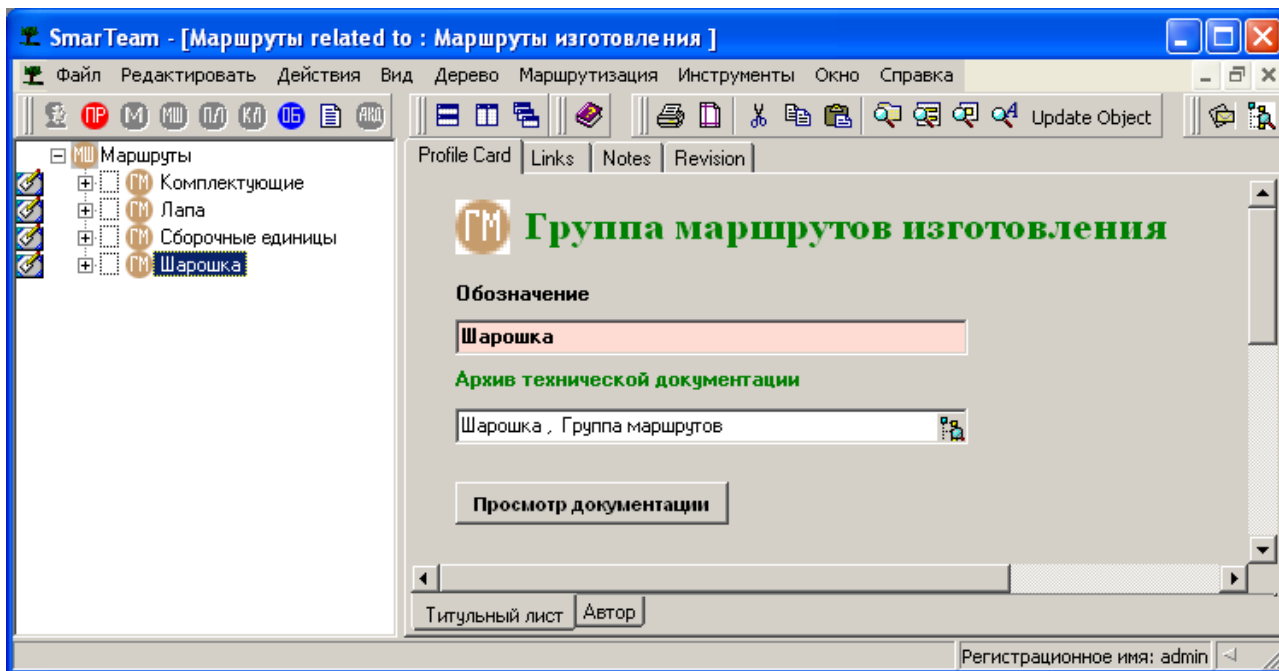 SmarTeam - [Маршруты related to : Маршруты изготовления ]
Файл Редактировать Действия Вид Дерево Маршрутизация Инструменты Окно Справка
ПР М МШ ПЛ КЛ ОБ Update Object
МШ Маршруты
ГМ Комплектующие
ГМ Лапа
ГМ Сборочные единицы
ГМ Шарошка
Profile Card Links Notes Revision
ГМ Группа маршрутов изготовления
Обозначение
Шарошка
Архив технической документации
Шарошка , Группа маршрутов
Просмотр документации
Титульный лист Автор
Регистрационное имя: admin